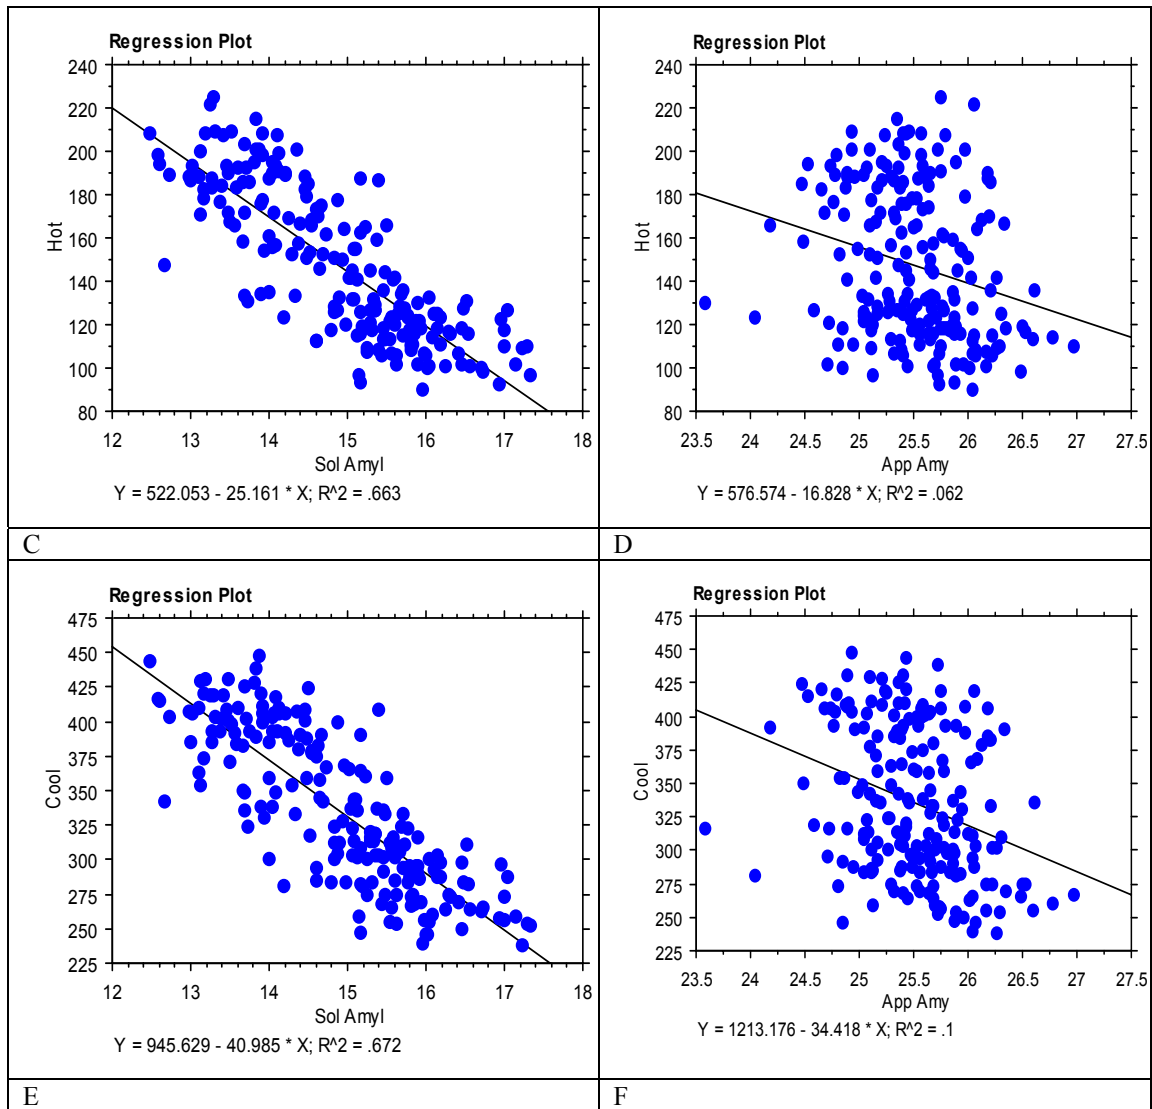 Regression Plot
240
220
200
180
160
140
120
100
80
Hot
12 13 14 15 16 17 18
Sol Amyl
Y = 522.053 - 25.161 * X; R^2 = .663
Regression Plot
240
220
200
180
160
140
120
100
80
Hot
23.5 24 24.5 25 25.5 26 26.5 27 27.5
App Amy
Y = 576.574 - 16.828 * X; R^2 = .062
C
D
Regression Plot
475
450
425
400
375
350
325
300
275
250
225
Cool
12 13 14 15 16 17 18
Sol Amyl
Y = 945.629 - 40.985 * X; R^2 = .672
Regression Plot
475
450
425
400
375
350
325
300
275
250
225
Cool
23.5 24 24.5 25 25.5 26 26.5 27 27.5
App Amy
Y = 1213.176 - 34.418 * X; R^2 = .1
E
F